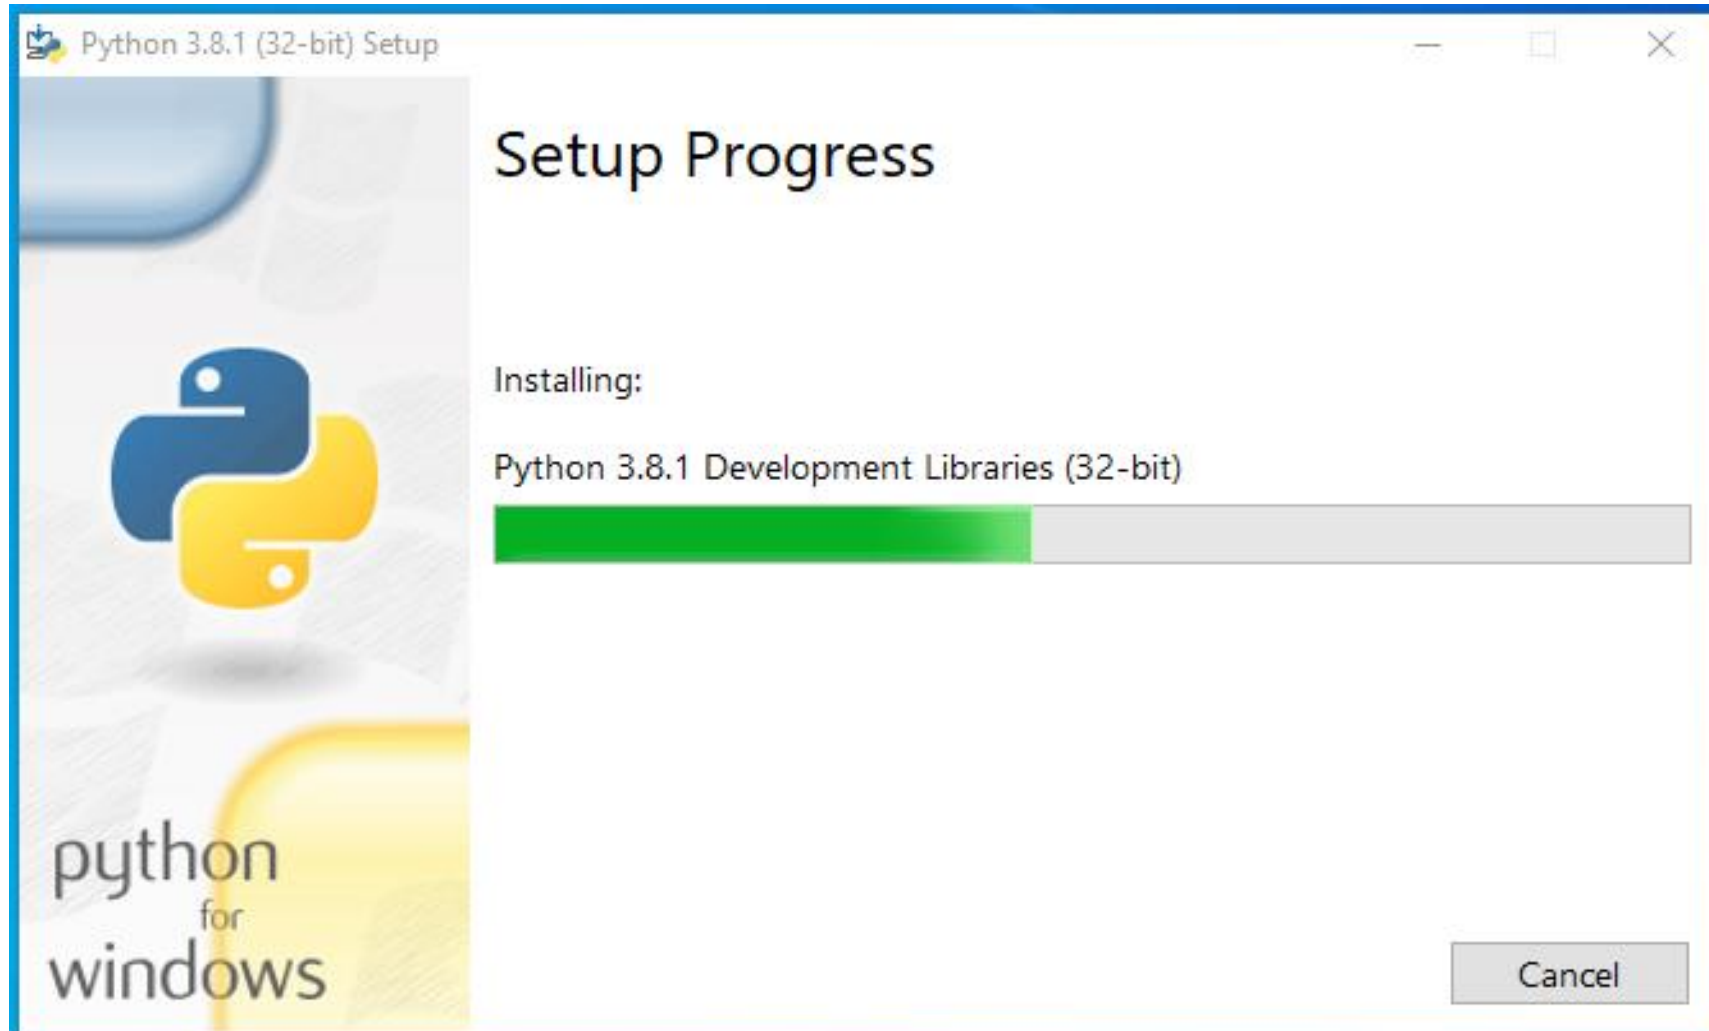 Python 3.8.1 (32-bit) Setup
Setup Progress
Installing:
Python 3.8.1 Development Libraries (32-bit)
python
for
windows
Cancel